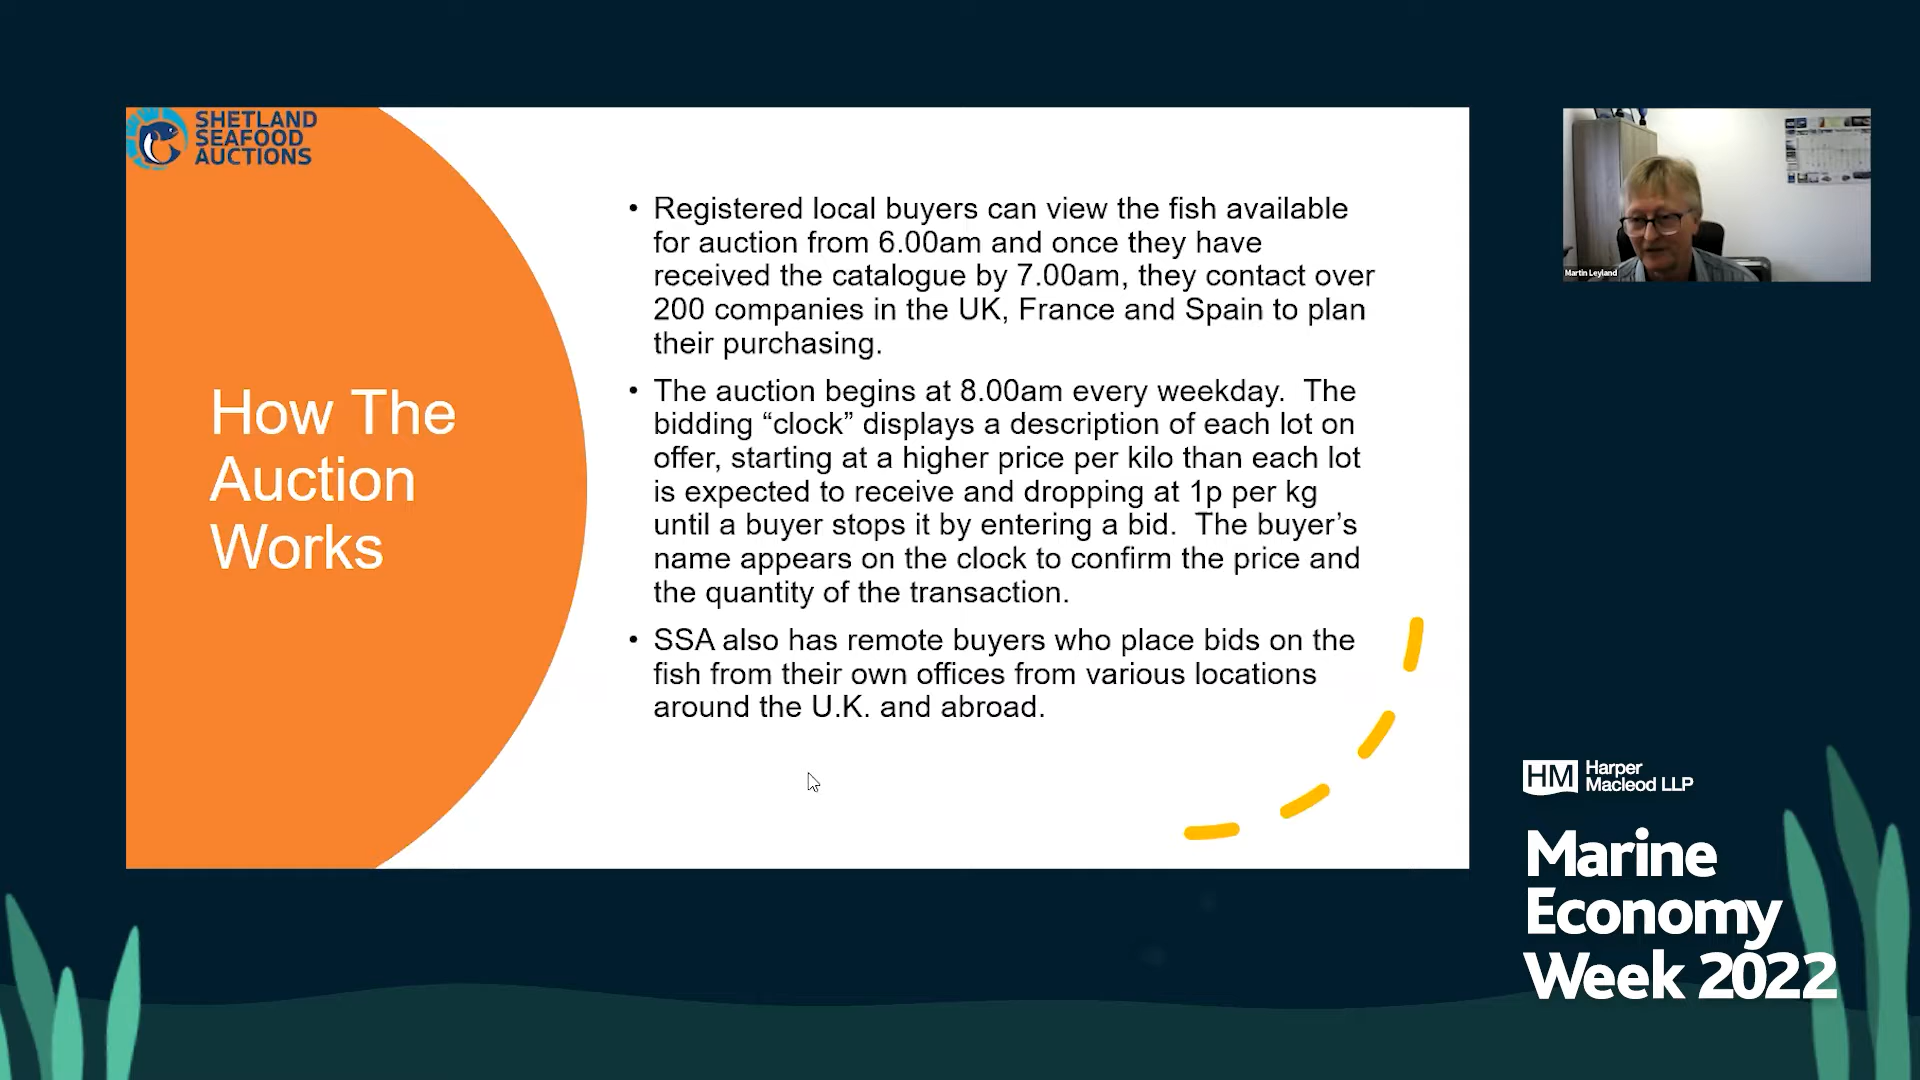 SHETLAND
SEAFOOD
AUCTIONS
How The
Auction
Works
• Registered local buyers can view the fish available
for auction from 6.00am and once they have
received the catalogue by 7.00am, they contact over
200 companies in the UK, France and Spain to plan
their purchasing.
• The auction begins at 8.00am every weekday.  The
bidding “clock” displays a description of each lot on
offer, starting at a higher price per kilo than each lot
is expected to receive and dropping at 1p per kg
until a buyer stops it by entering a bid.  The buyer’s
name appears on the clock to confirm the price and
the quantity of the transaction.
• SSA also has remote buyers who place bids on the
fish from their own offices from various locations
around the U.K. and abroad.
Martin Leyland
HM Harper
Macleod LLP
Marine
Economy
Week 2022